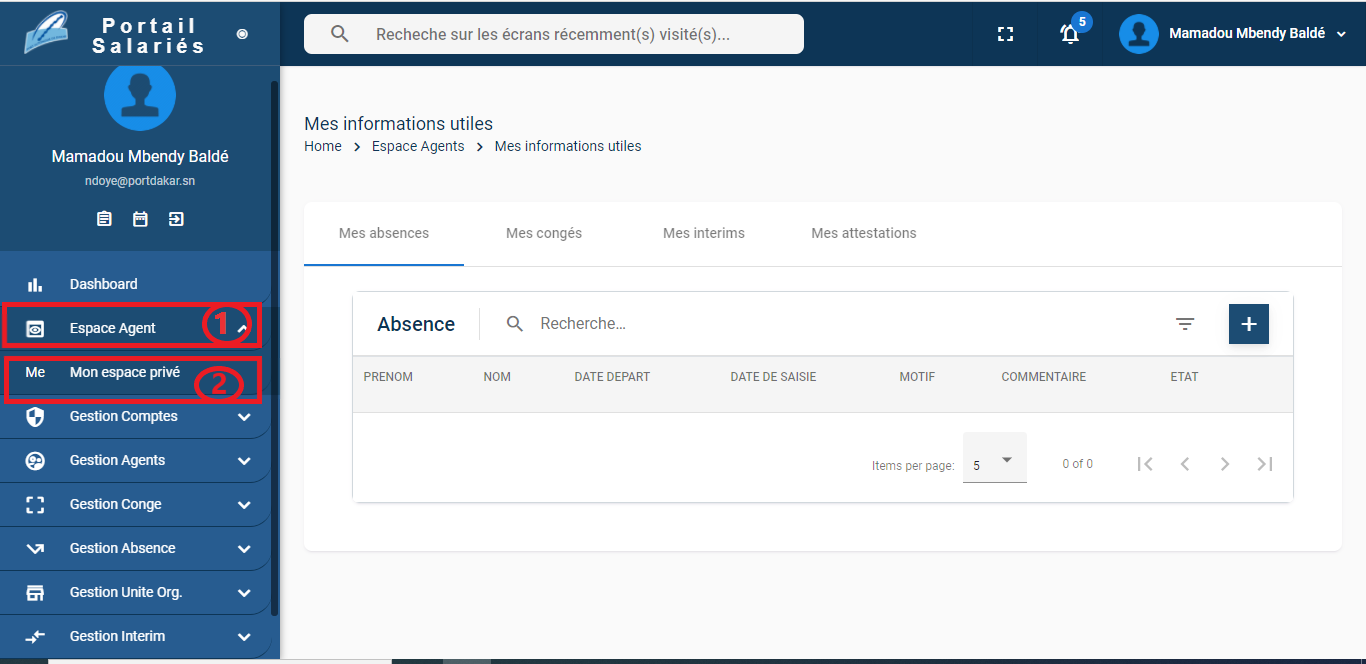 Portail
Salariés
Recheche sur les écrans récemment(s) visité(s)...
5
Mamadou Mbendy Baldé
Mamadou Mbendy Baldé
ndoye@portdakar.sn
Dashboard
Espace Agent
1
Me Mon espace privé
2
Gestion Comptes
Gestion Agents
Gestion Conge
Gestion Absence
Gestion Unite Org.
Gestion Interim
Mes informations utiles
Home > Espace Agents > Mes informations utiles
Mes absences Mes congés Mes interims Mes attestations
Absence Recherche... +
PRENOM NOM DATE DEPART DATE DE SAISIE MOTIF COMMENTAIRE ETAT
Items per page: 5 0 of 0